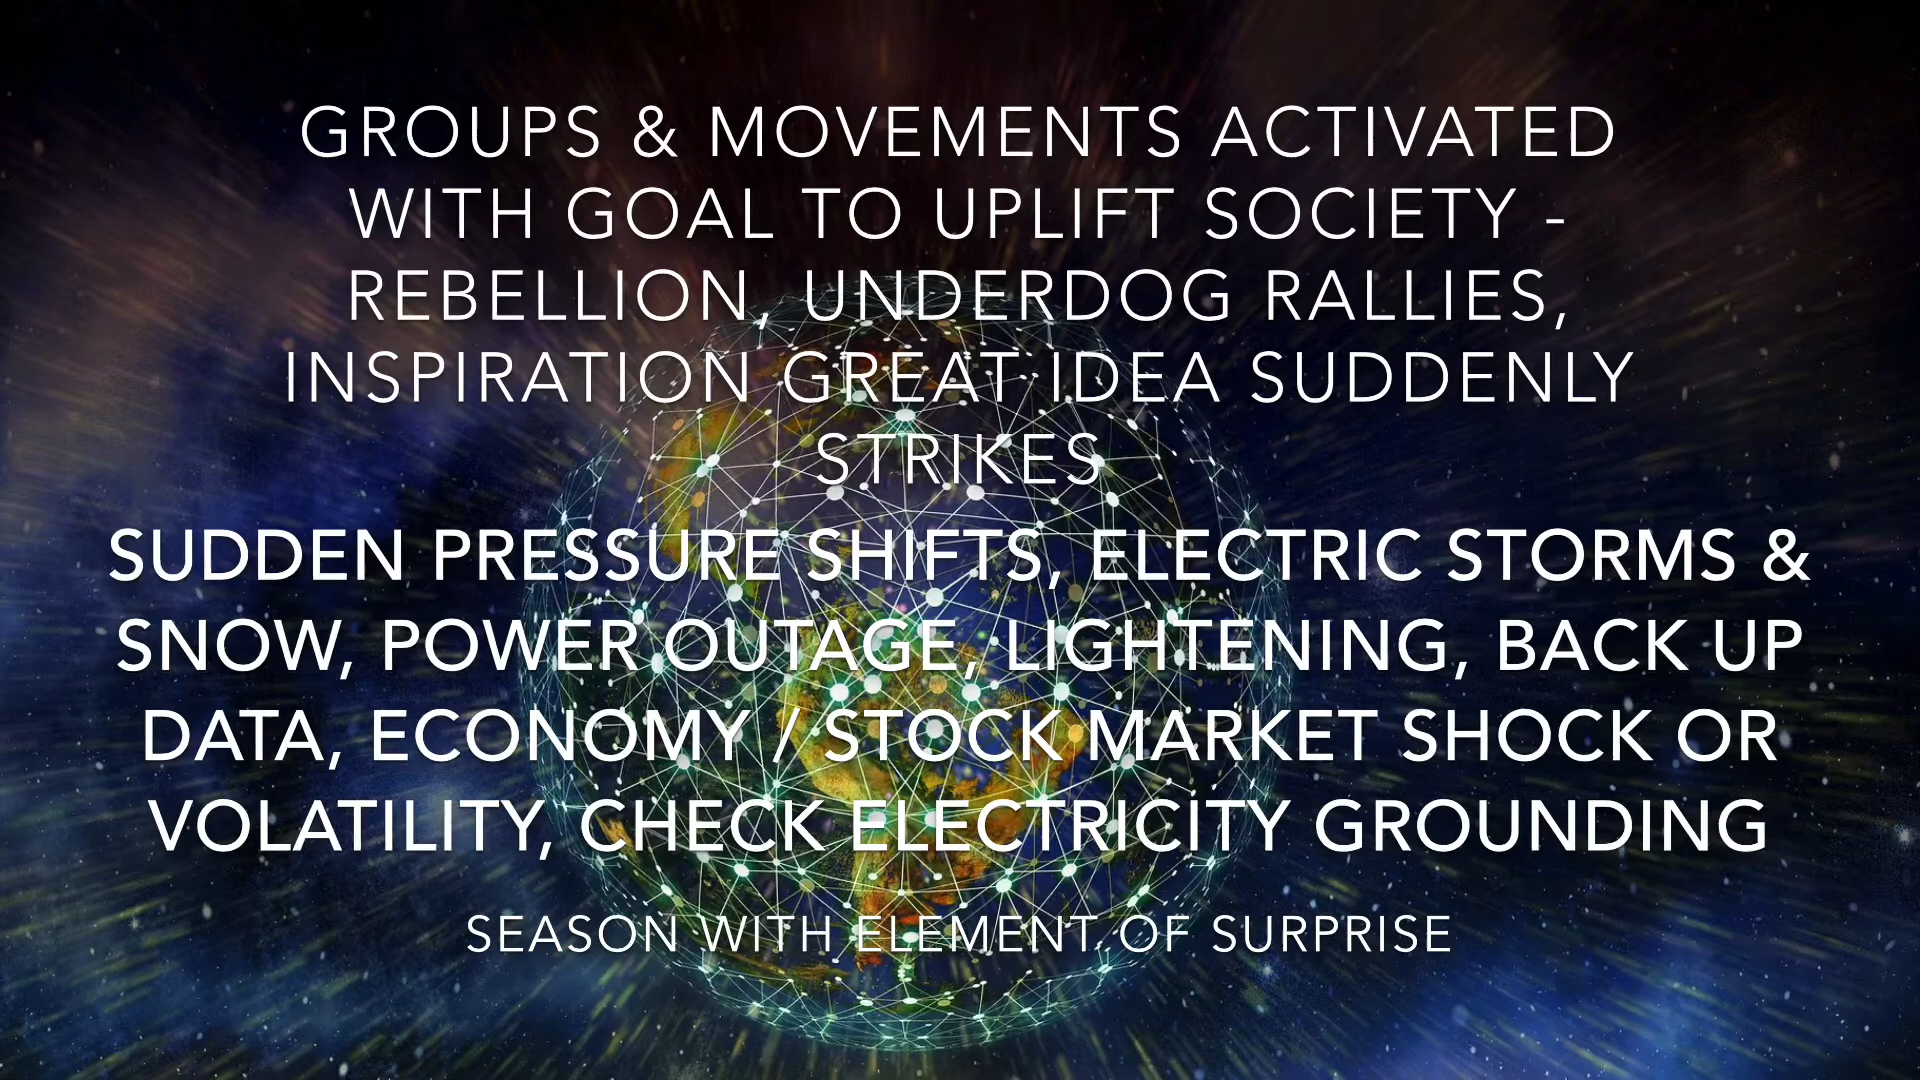 GROUPS & MOVEMENTS ACTIVATED
WITH GOAL TO UPLIFT SOCIETY -
REBELLION, UNDERDOG RALLIES,
INSPIRATION GREAT IDEA SUDDENLY
STRIKES
SUDDEN PRESSURE SHIFTS, ELECTRIC STORMS &
SNOW, POWER OUTAGE, LIGHTENING, BACK UP
DATA, ECONOMY / STOCK MARKET SHOCK OR
VOLATILITY, CHECK ELECTRICITY GROUNDING
SEASON WITH ELEMENT OF SURPRISE